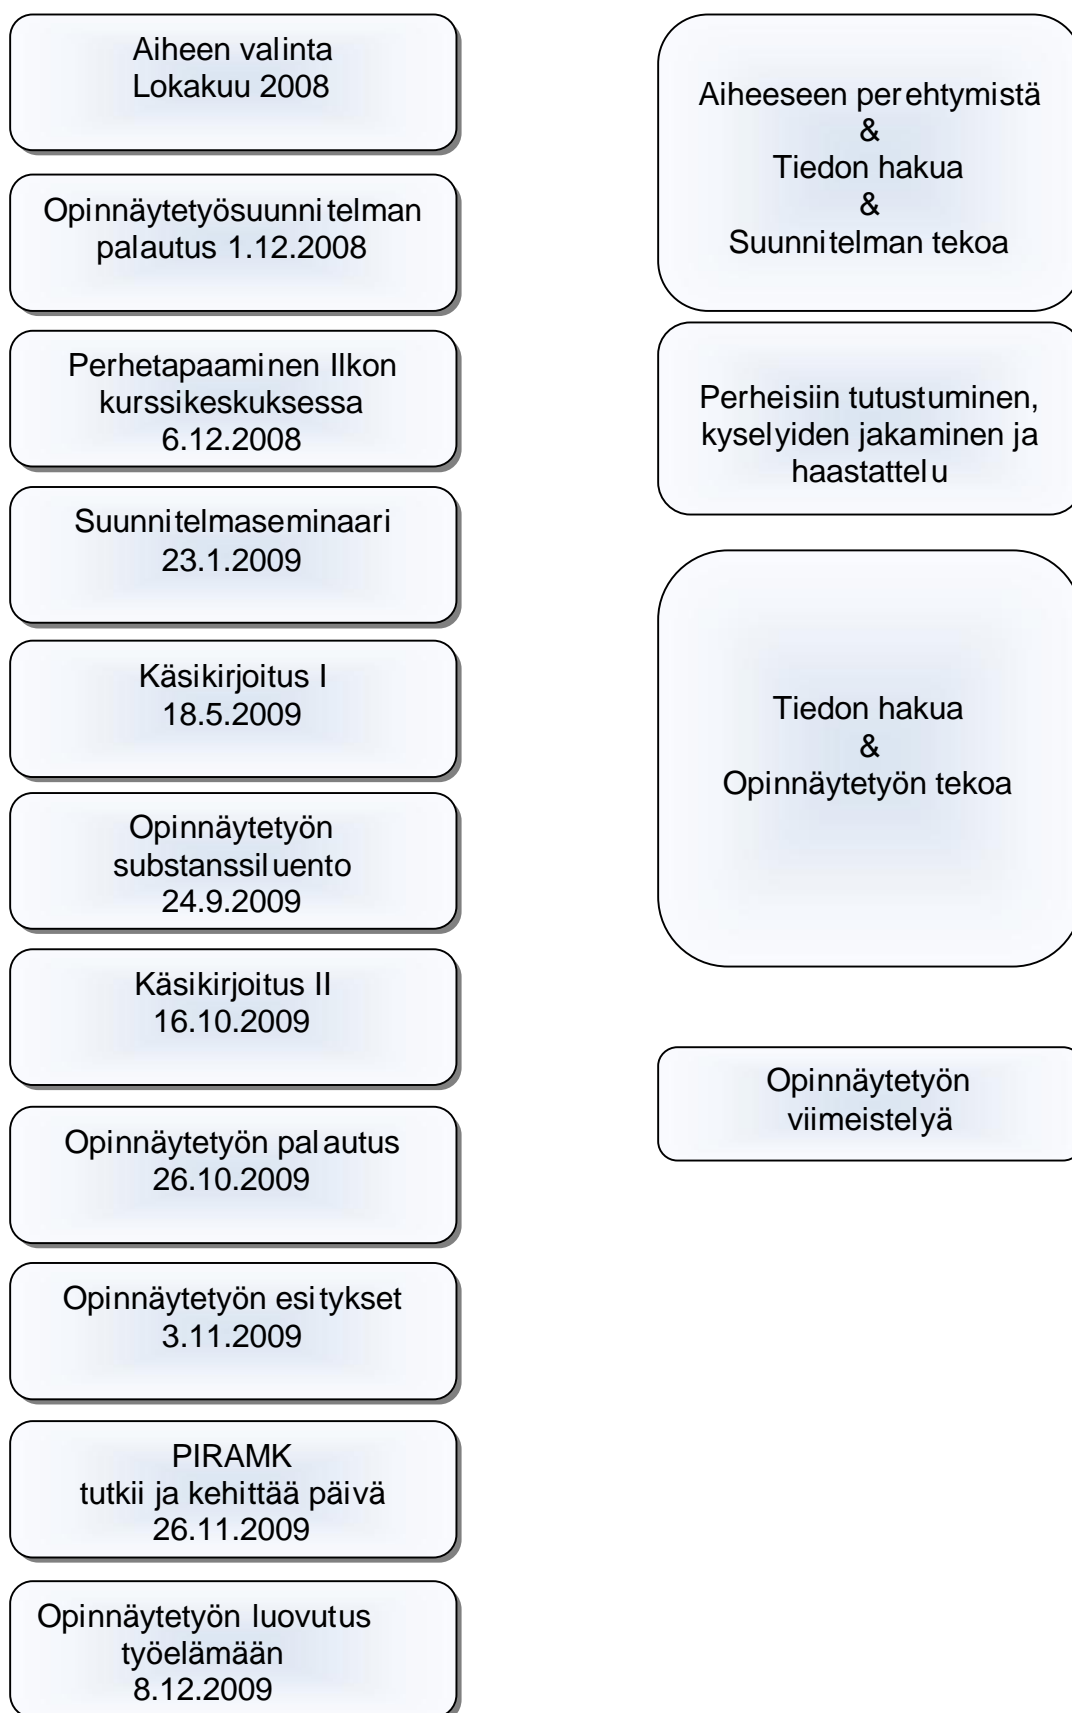 Aiheen valinta
Lokakuu 2008
Opinnäytetyösuunnitelman
palautus 1.12.2008
Perhetapaaminen Ilkon
kurssikeskuksessa
6.12.2008
Suunnitelmaseminaari
23.1.2009
Käsikirjoitus I
18.5.2009
Opinnäytetyön
substanssiluento
24.9.2009
Käsikirjoitus II
16.10.2009
Opinnäytetyön palautus
26.10.2009
Opinnäytetyön esitykset
3.11.2009
PIRAMK
tutkii ja kehittää päivä
26.11.2009
Opinnäytetyön luovutus
työelämään
8.12.2009
Aiheeseen perehtymistä
&
Tiedon hakua
&
Suunnitelman tekoa
Perheisiin tutustuminen,
kyselyiden jakaminen ja
haastattelu
Tiedon hakua
&
Opinnäytetyön tekoa
Opinnäytetyön
viimeistelyä